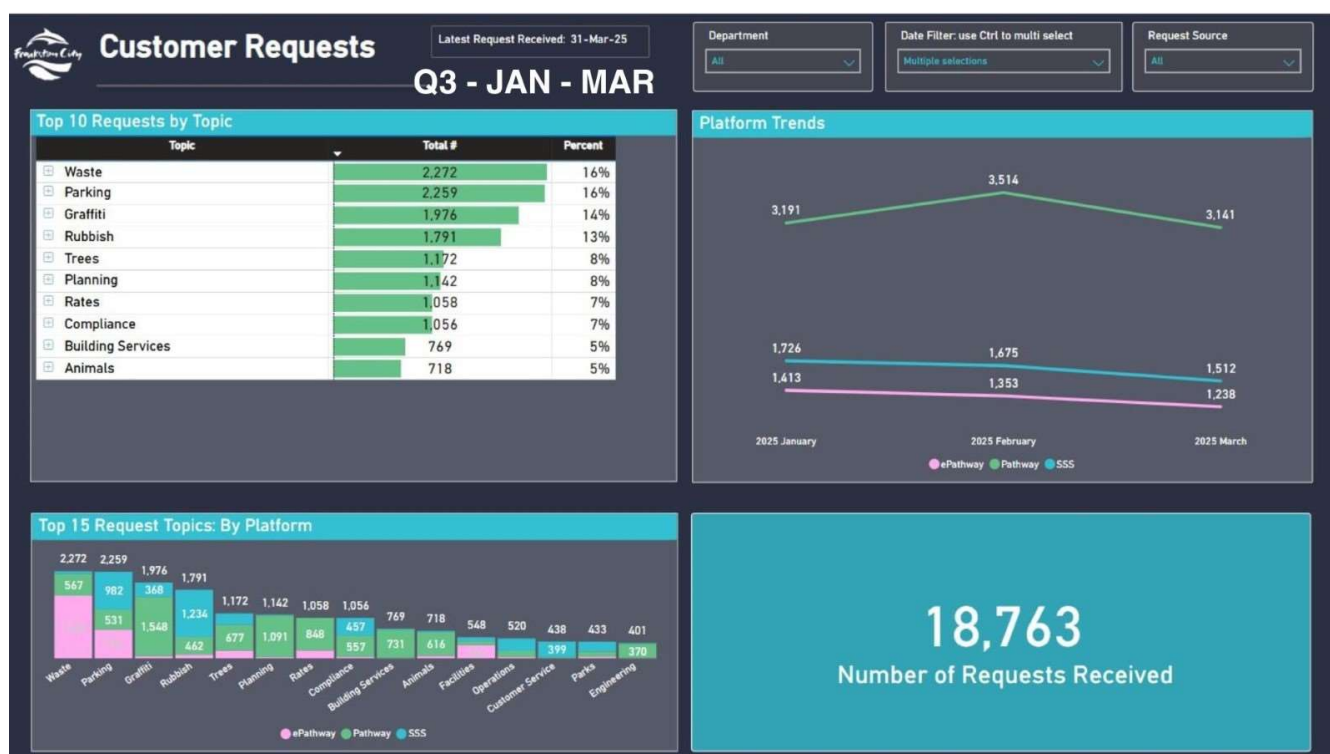 Frankston City
Customer Requests
Latest Request Received: 31-Mar-25
Q3 - JAN - MAR
Department
All
Date Filter: use Ctrl to multi select
Multiple selections
Request Source
All
Top 10 Requests by Topic
Topic Total # Percent
Waste 2,272 16%
Parking 2,259 16%
Graffiti 1,976 14%
Rubbish 1,791 13%
Trees 1,172 8%
Planning 1,142 8%
Rates 1,058 7%
Compliance 1,056 7%
Building Services 769 5%
Animals 718 5%
Platform Trends
3,191 3,514 3,141
1,726 1,675 1,512
1,413 1,353 1,238
2025 January 2025 February 2025 March
ePathway Pathway SSS
Top 15 Request Topics: By Platform
2,272 2,259 1,976 1,791 1,172 1,142 1,058 1,056 769 718 548 520 438 433 401
567 982 368 1,234 457
531 1,548 462 677 1,091 848 557 731 616 399 370
Waste Parking Graffiti Rubbish Trees Planning Rates Compliance Building Services Animals Facilities Operations Customer Service Parks Engineering
ePathway Pathway SSS
18,763
Number of Requests Received